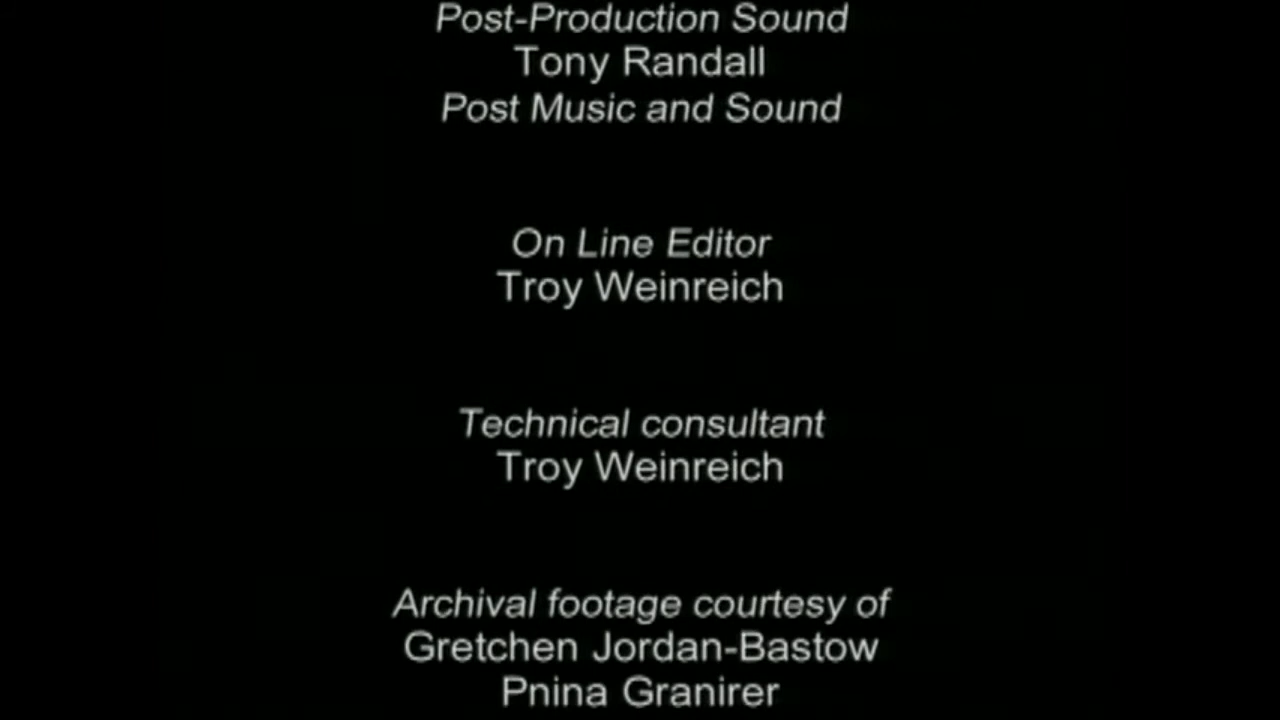 Post-Production Sound
Tony Randall
Post Music and Sound
On Line Editor
Troy Weinreich
Technical consultant
Troy Weinreich
Archival footage courtesy of
Gretchen Jordan-Bastow
Pnina Granirer